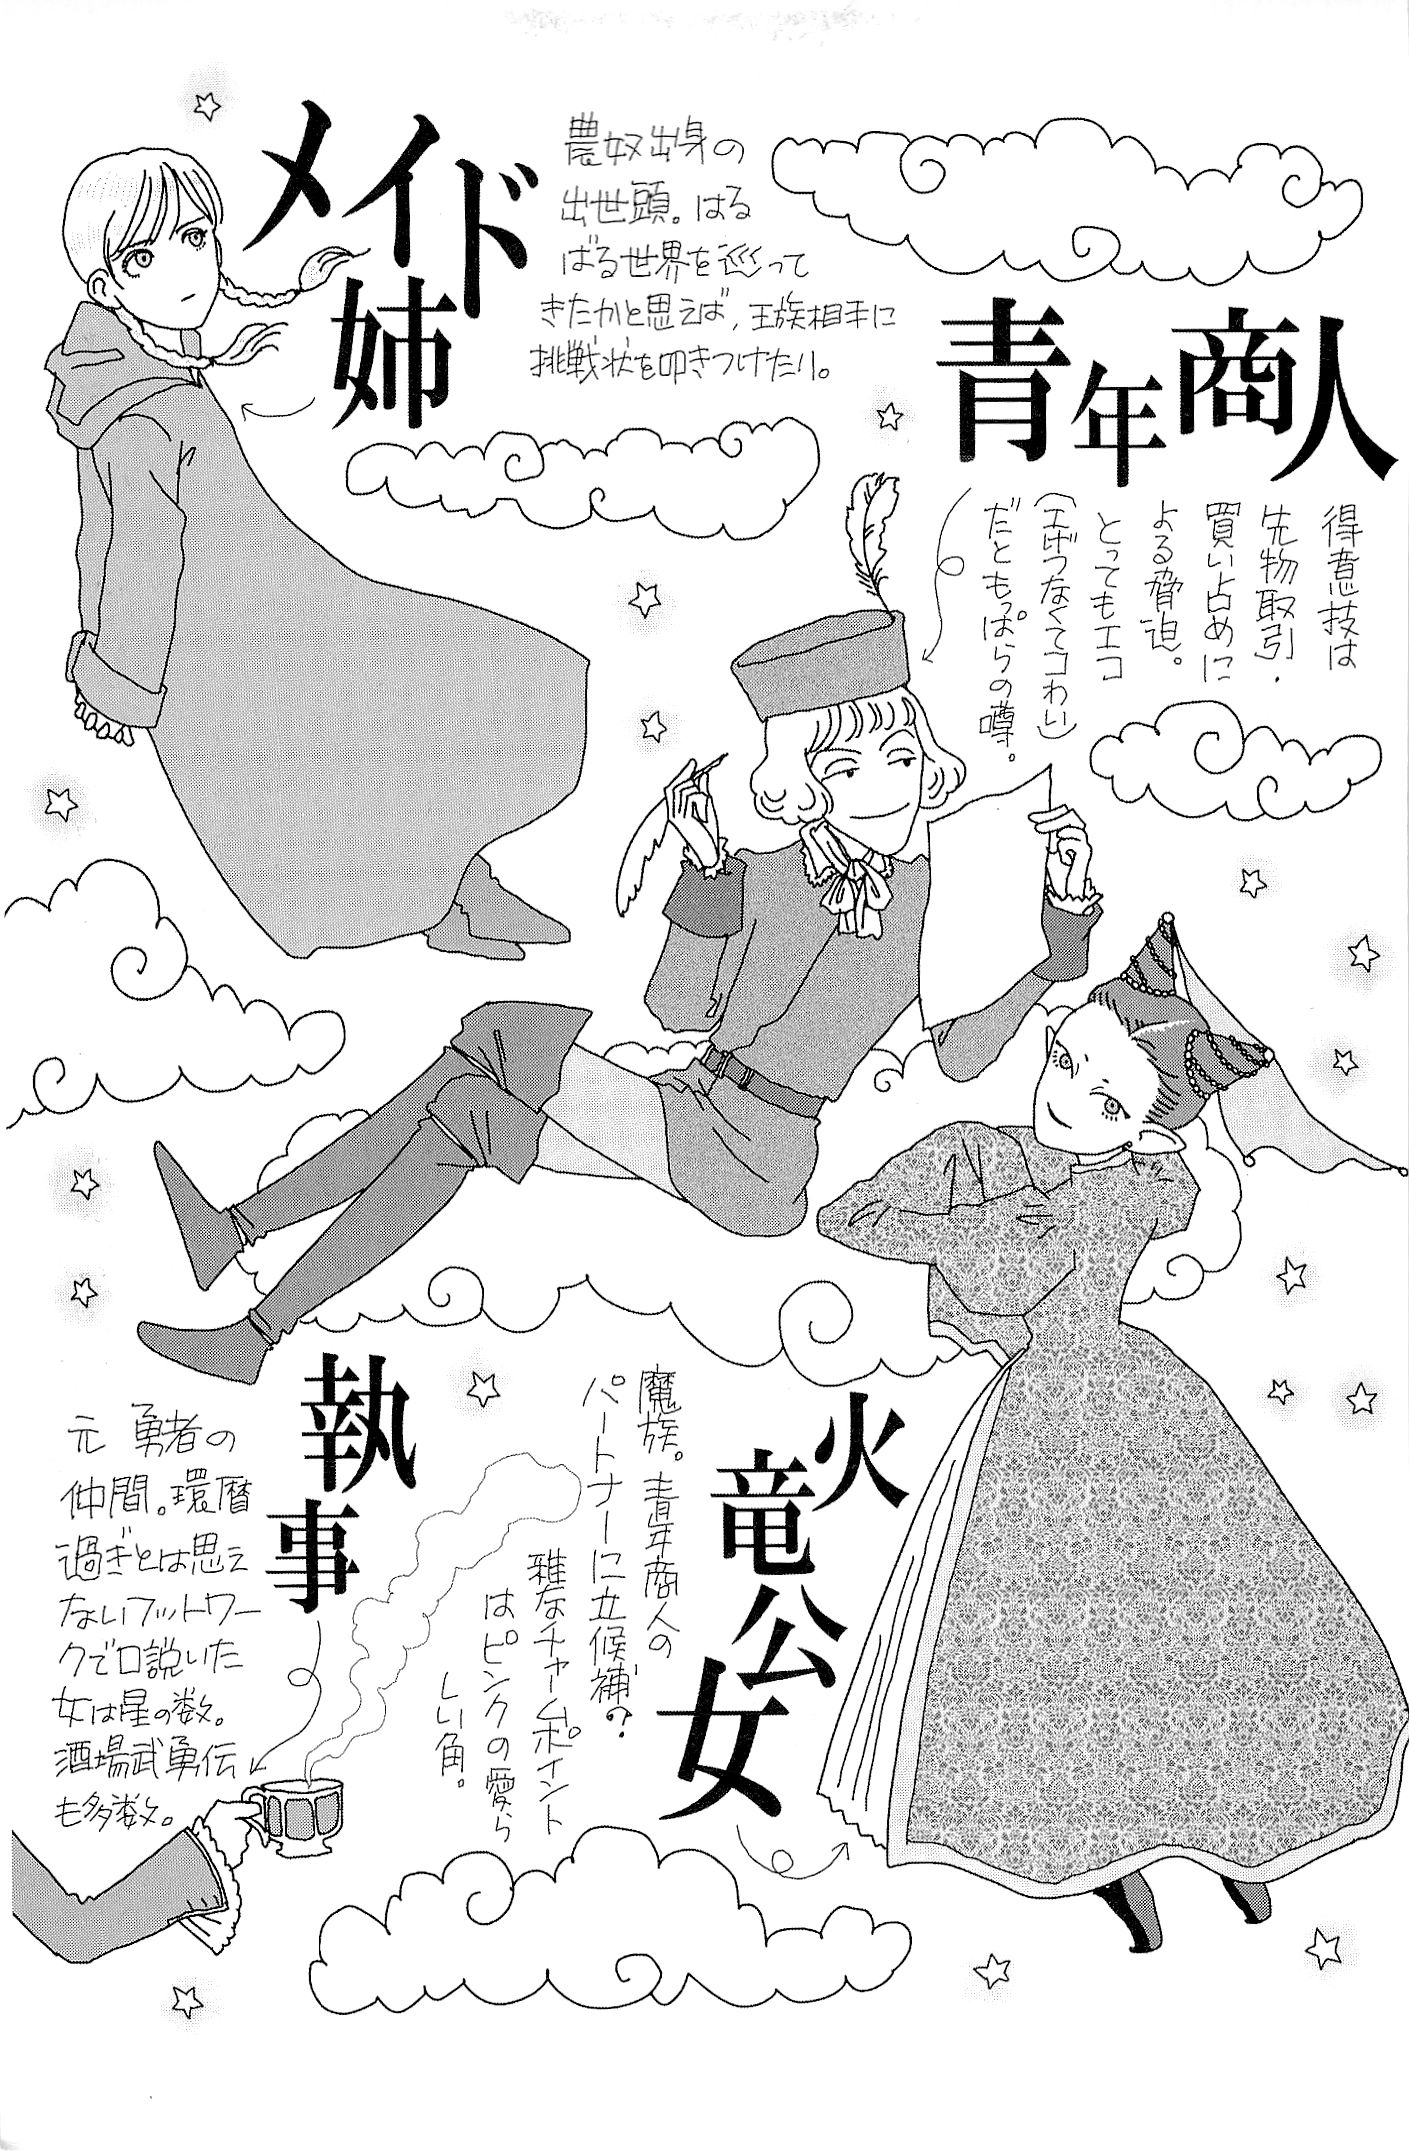 メイド
姉
農奴出身の
出世頭。はる
ばる世界を巡って
きたかと思えば、王族相手に
挑戦状を叩きつけたり。
青年商人
得意技は
先物取引・
買い占めに
よる脅迫。
とってもエコ
(エげつなくてコわい)
だともっぱらの噂。
火竜公女
魔族。青年商人の
パートナーに立候補?
雅なチャームポイント
はピンクの愛ら
しい角。
執事
元 勇者の
仲間。還暦
過ぎとは思え
ないフットワー
クで口説いた
女は星の数。
酒場武勇伝
も多数。